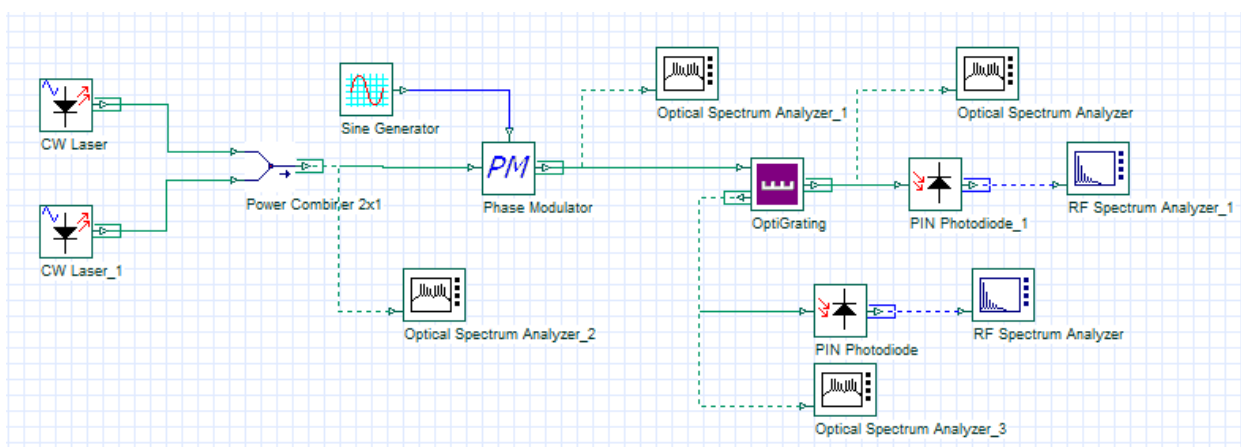 CW Laser
CW Laser_1
Power Combiner 2x1
Sine Generator
PM
Phase Modulator
Optical Spectrum Analyzer_1
Optical Spectrum Analyzer
Optical Spectrum Analyzer_2
OptiGrating
PIN Photodiode_1
RF Spectrum Analyzer_1
PIN Photodiode
RF Spectrum Analyzer
Optical Spectrum Analyzer_3